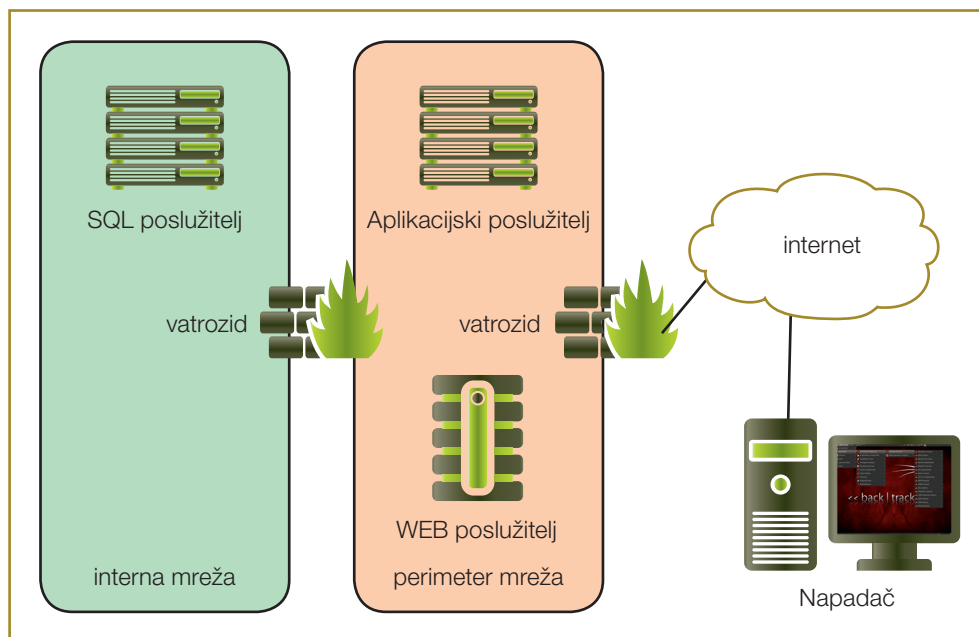 SQL poslužitelj
Aplikacijski poslužitelj
internet
vatrozid
vatrozid
WEB poslužitelj
interna mreža
perimeter mreža
<< back | track
Napadač